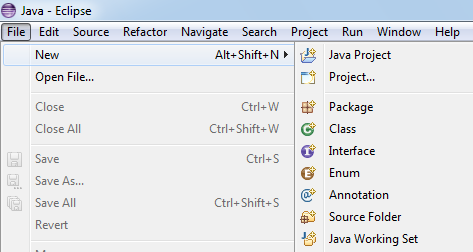 Java - Eclipse
File Edit Source Refactor Navigate Search Project Run Window Help
New Alt+Shift+N
Open File...
Close Ctrl+W
Close All Ctrl+Shift+W
Save Ctrl+S
Save As...
Save All Ctrl+Shift+S
Revert
Java Project
Project...
Package
Class
Interface
Enum
Annotation
Source Folder
Java Working Set